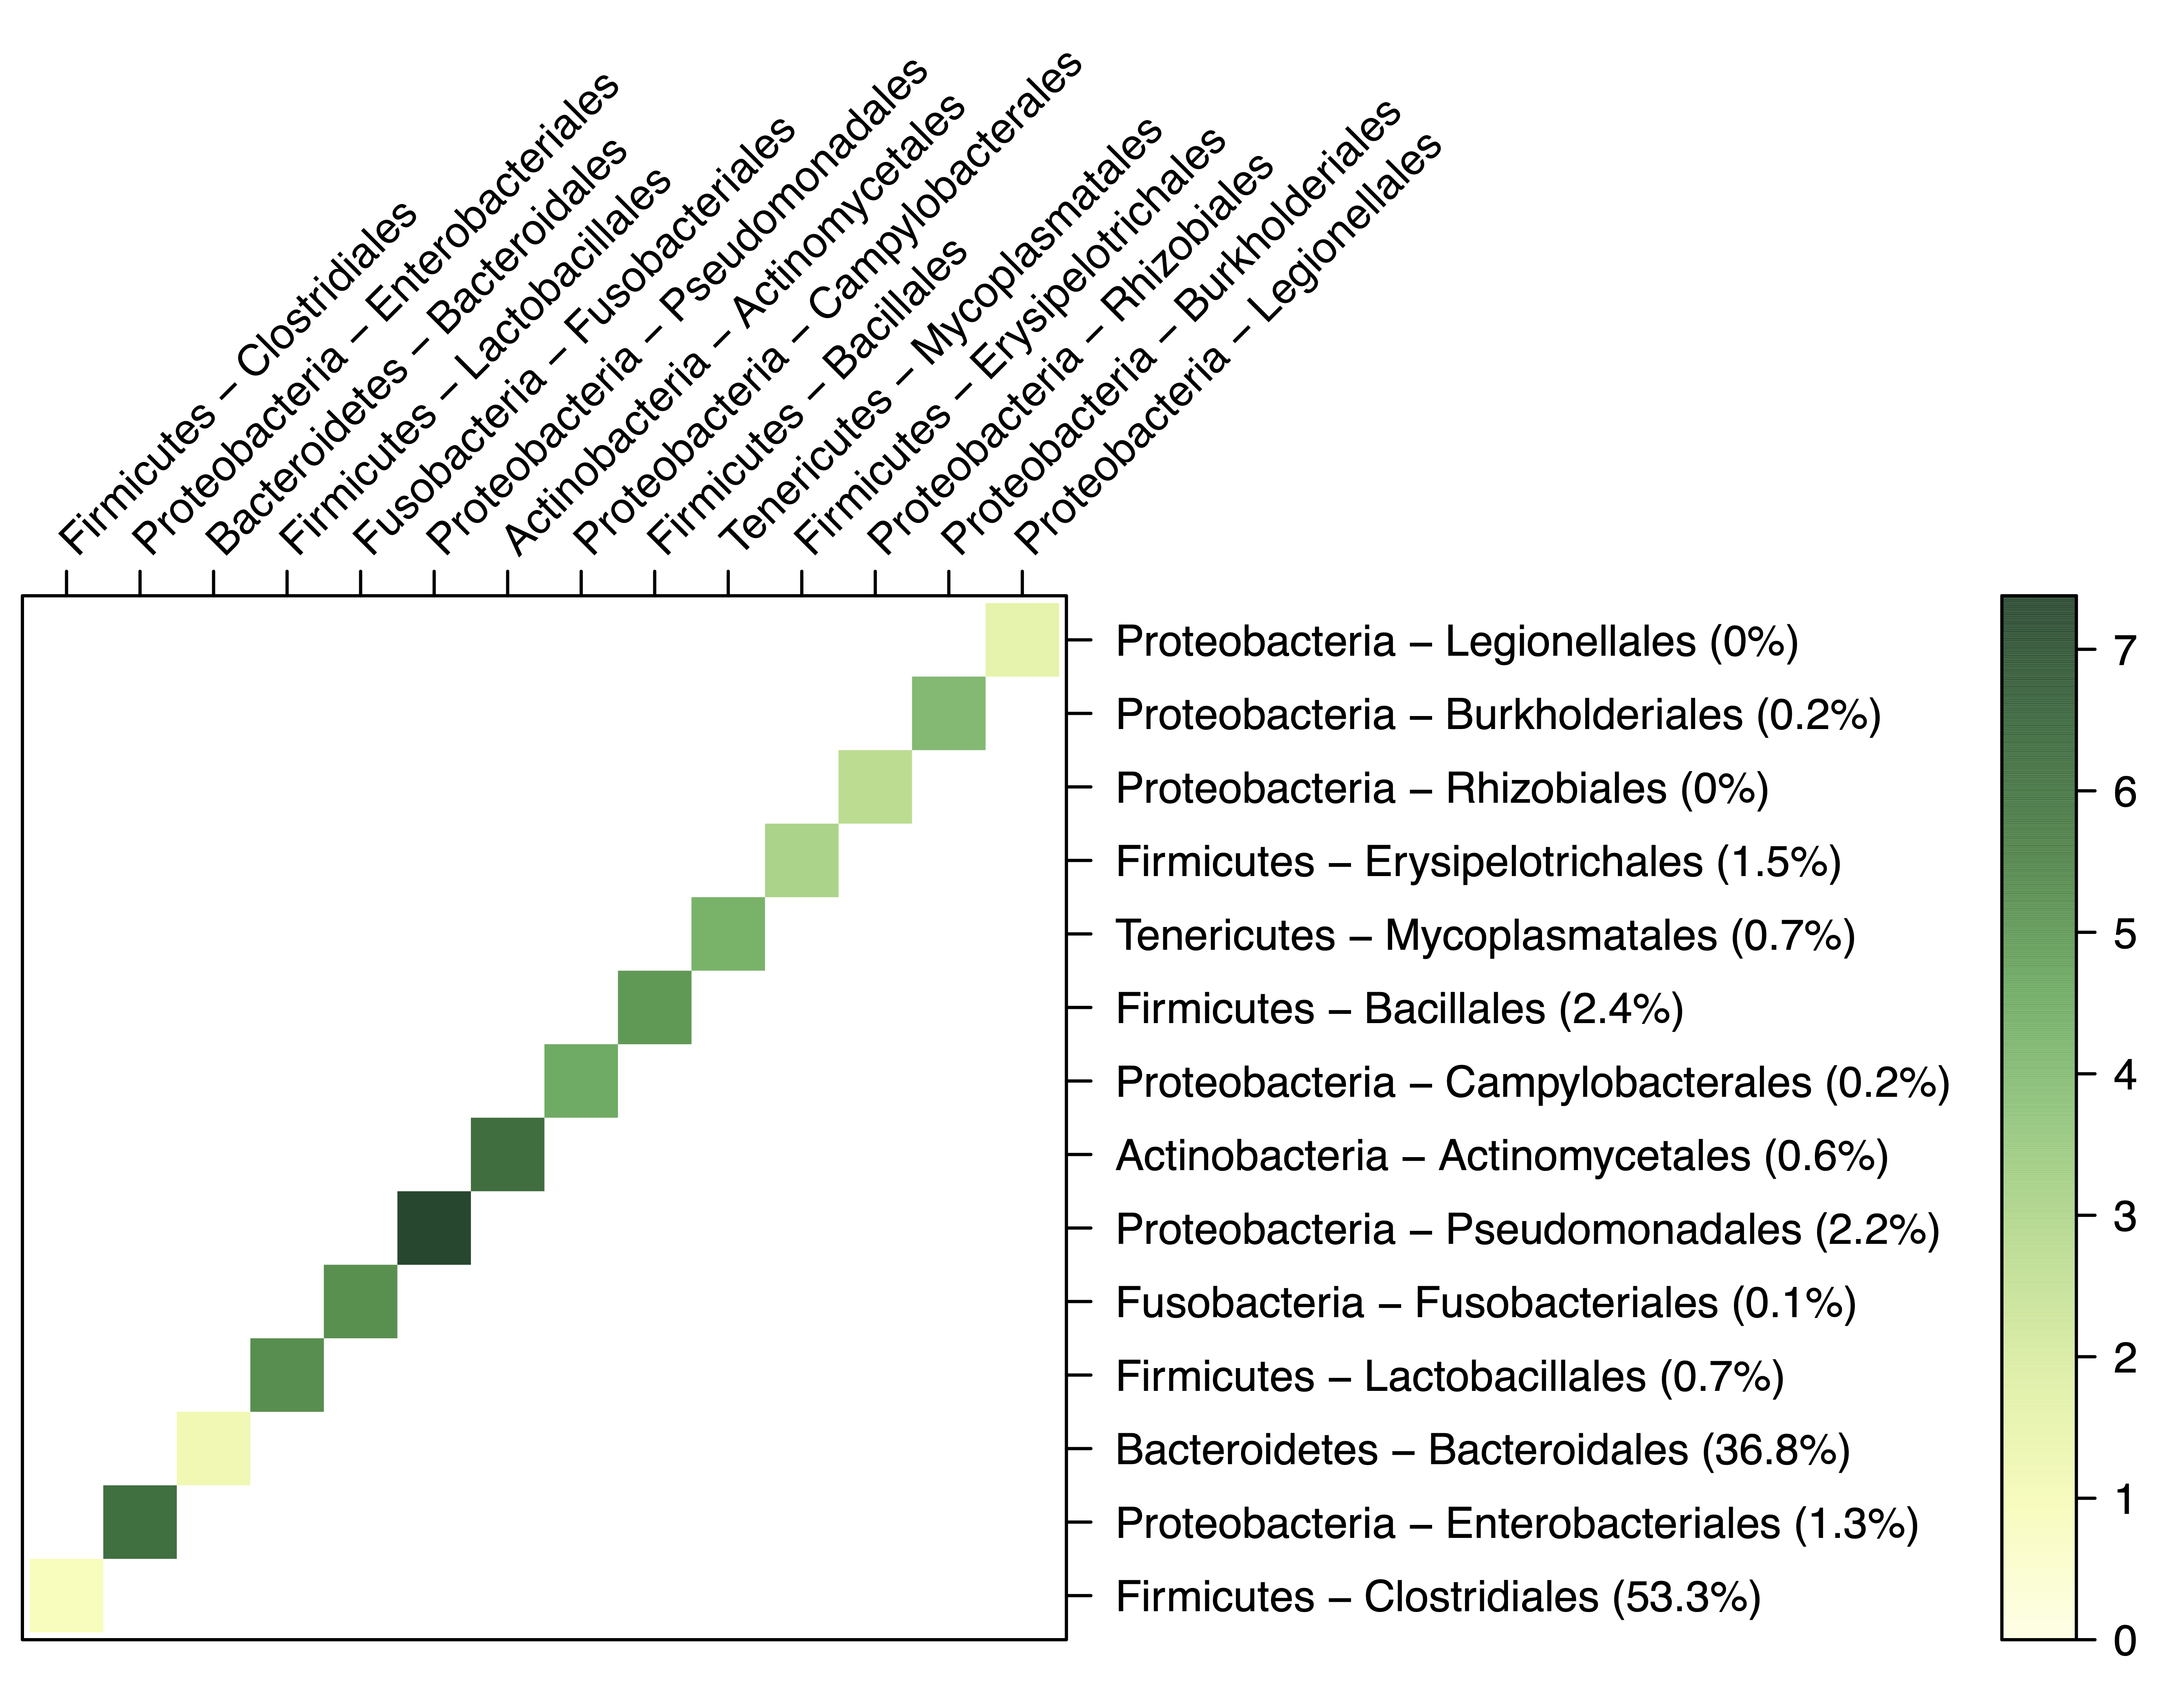 Firmicutes – Clostridiales
Proteobacteria – Enterobacteriales
Bacteroidetes – Bacteroidales
Firmicutes – Lactobacillales
Fusobacteria – Fusobacteriales
Proteobacteria – Pseudomonadales
Actinobacteria – Actinomycetales
Proteobacteria – Campylobacterales
Firmicutes – Bacillales
Tenericutes – Mycoplasmatales
Firmicutes – Erysipelotrichales
Proteobacteria – Rhizobiales
Proteobacteria – Burkholderiales
Proteobacteria – Legionellales
Proteobacteria – Legionellales (0%)
Proteobacteria – Burkholderiales (0.2%)
Proteobacteria – Rhizobiales (0%)
Firmicutes – Erysipelotrichales (1.5%)
Tenericutes – Mycoplasmatales (0.7%)
Firmicutes – Bacillales (2.4%)
Proteobacteria – Campylobacterales (0.2%)
Actinobacteria – Actinomycetales (0.6%)
Proteobacteria – Pseudomonadales (2.2%)
Fusobacteria – Fusobacteriales (0.1%)
Firmicutes – Lactobacillales (0.7%)
Bacteroidetes – Bacteroidales (36.8%)
Proteobacteria – Enterobacteriales (1.3%)
Firmicutes – Clostridiales (53.3%)
7
6
5
4
3
2
1
0